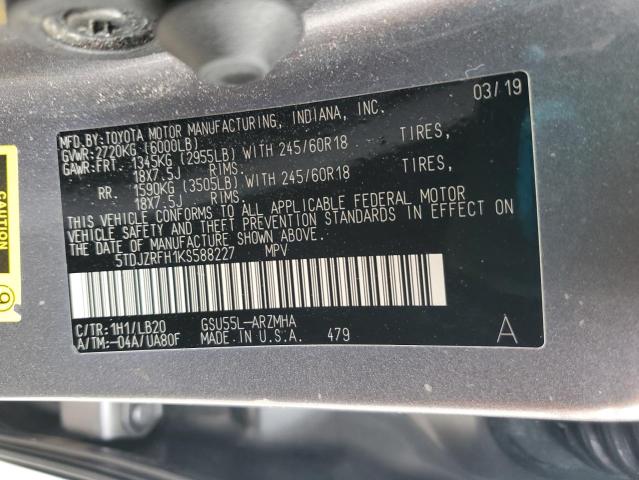 03/19
MFD.BY:TOYOTA MOTOR MANUFACTURING, INDIANA, INC.
GVWR:2720KG (6000LB)
GAWR:FRT. 1345KG (2955LB) WITH 245/60R18 TIRES,
18X7.5J RIMS.
RR. 1590KG (3505LB) WITH 245/60R18 TIRES,
18X7.5J RIMS.
THIS VEHICLE CONFORMS TO ALL APPLICABLE FEDERAL MOTOR
VEHICLE SAFETY AND THEFT PREVENTION STANDARDS IN EFFECT ON
THE DATE OF MANUFACTURE SHOWN ABOVE.
5TDJZRFH1KS588227 MPV
C/TR:1H1/LB20 GSU55L-ARZMHA
A/TM:-04A/UA80F MADE IN U.S.A. 479
A
CAUTION